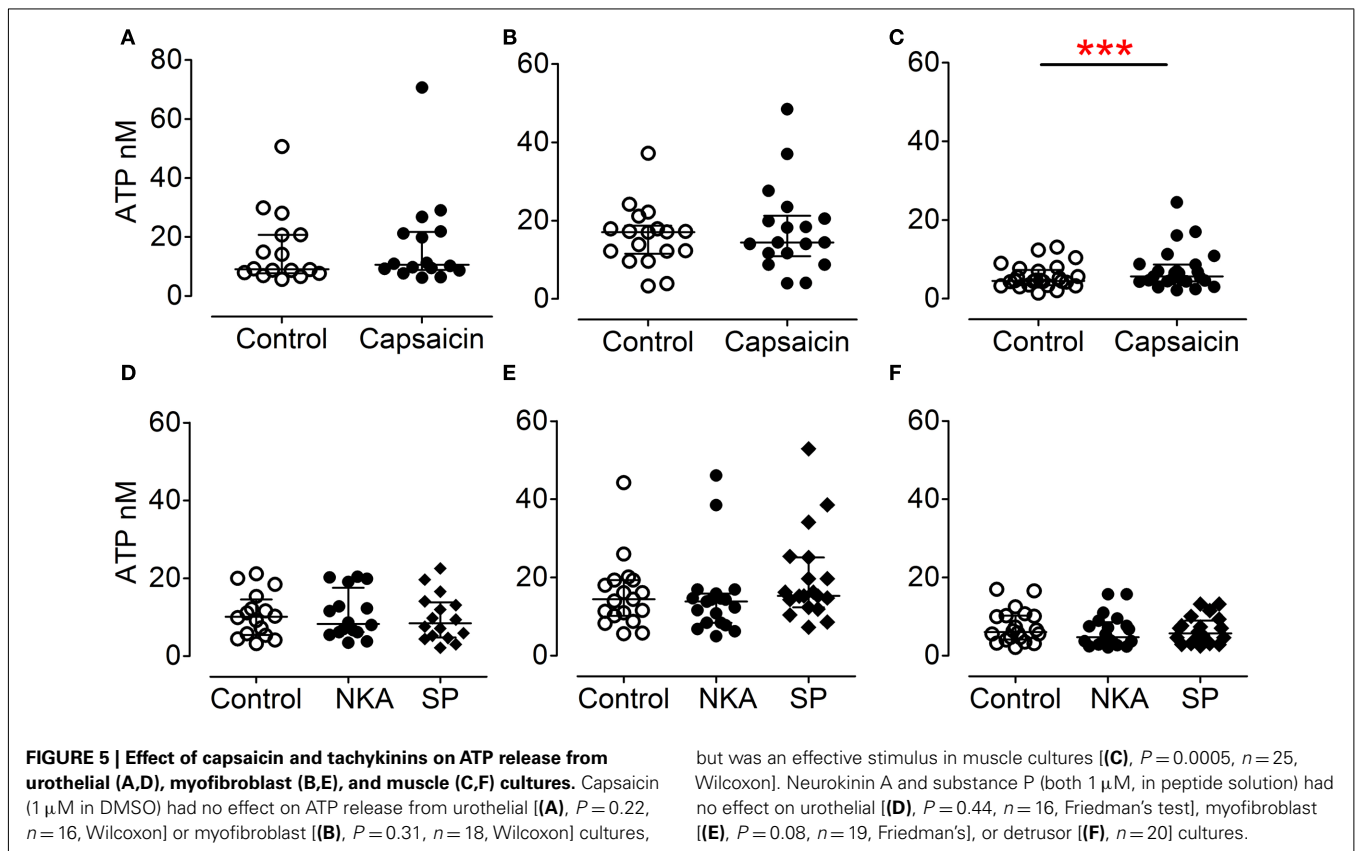 A
B
C
***
80
60
40
20
0
ATP nM
Control Capsaicin
60
40
20
0
Control Capsaicin
60
40
20
0
Control Capsaicin
D
E
F
60
40
20
0
ATP nM
Control NKA SP
60
40
20
0
Control NKA SP
60
40
20
0
Control NKA SP
FIGURE 5 | Effect of capsaicin and tachykinins on ATP release from
urothelial (A,D), myofibroblast (B,E), and muscle (C,F) cultures. Capsaicin
(1 μM in DMSO) had no effect on ATP release from urothelial [(A), P = 0.22,
n = 16, Wilcoxon] or myofibroblast [(B), P = 0.31, n = 18, Wilcoxon] cultures,
but was an effective stimulus in muscle cultures [(C), P = 0.0005, n = 25,
Wilcoxon]. Neurokinin A and substance P (both 1 μM, in peptide solution) had
no effect on urothelial [(D), P = 0.44, n = 16, Friedman's test], myofibroblast
[(E), P = 0.08, n = 19, Friedman's], or detrusor [(F), n = 20] cultures.